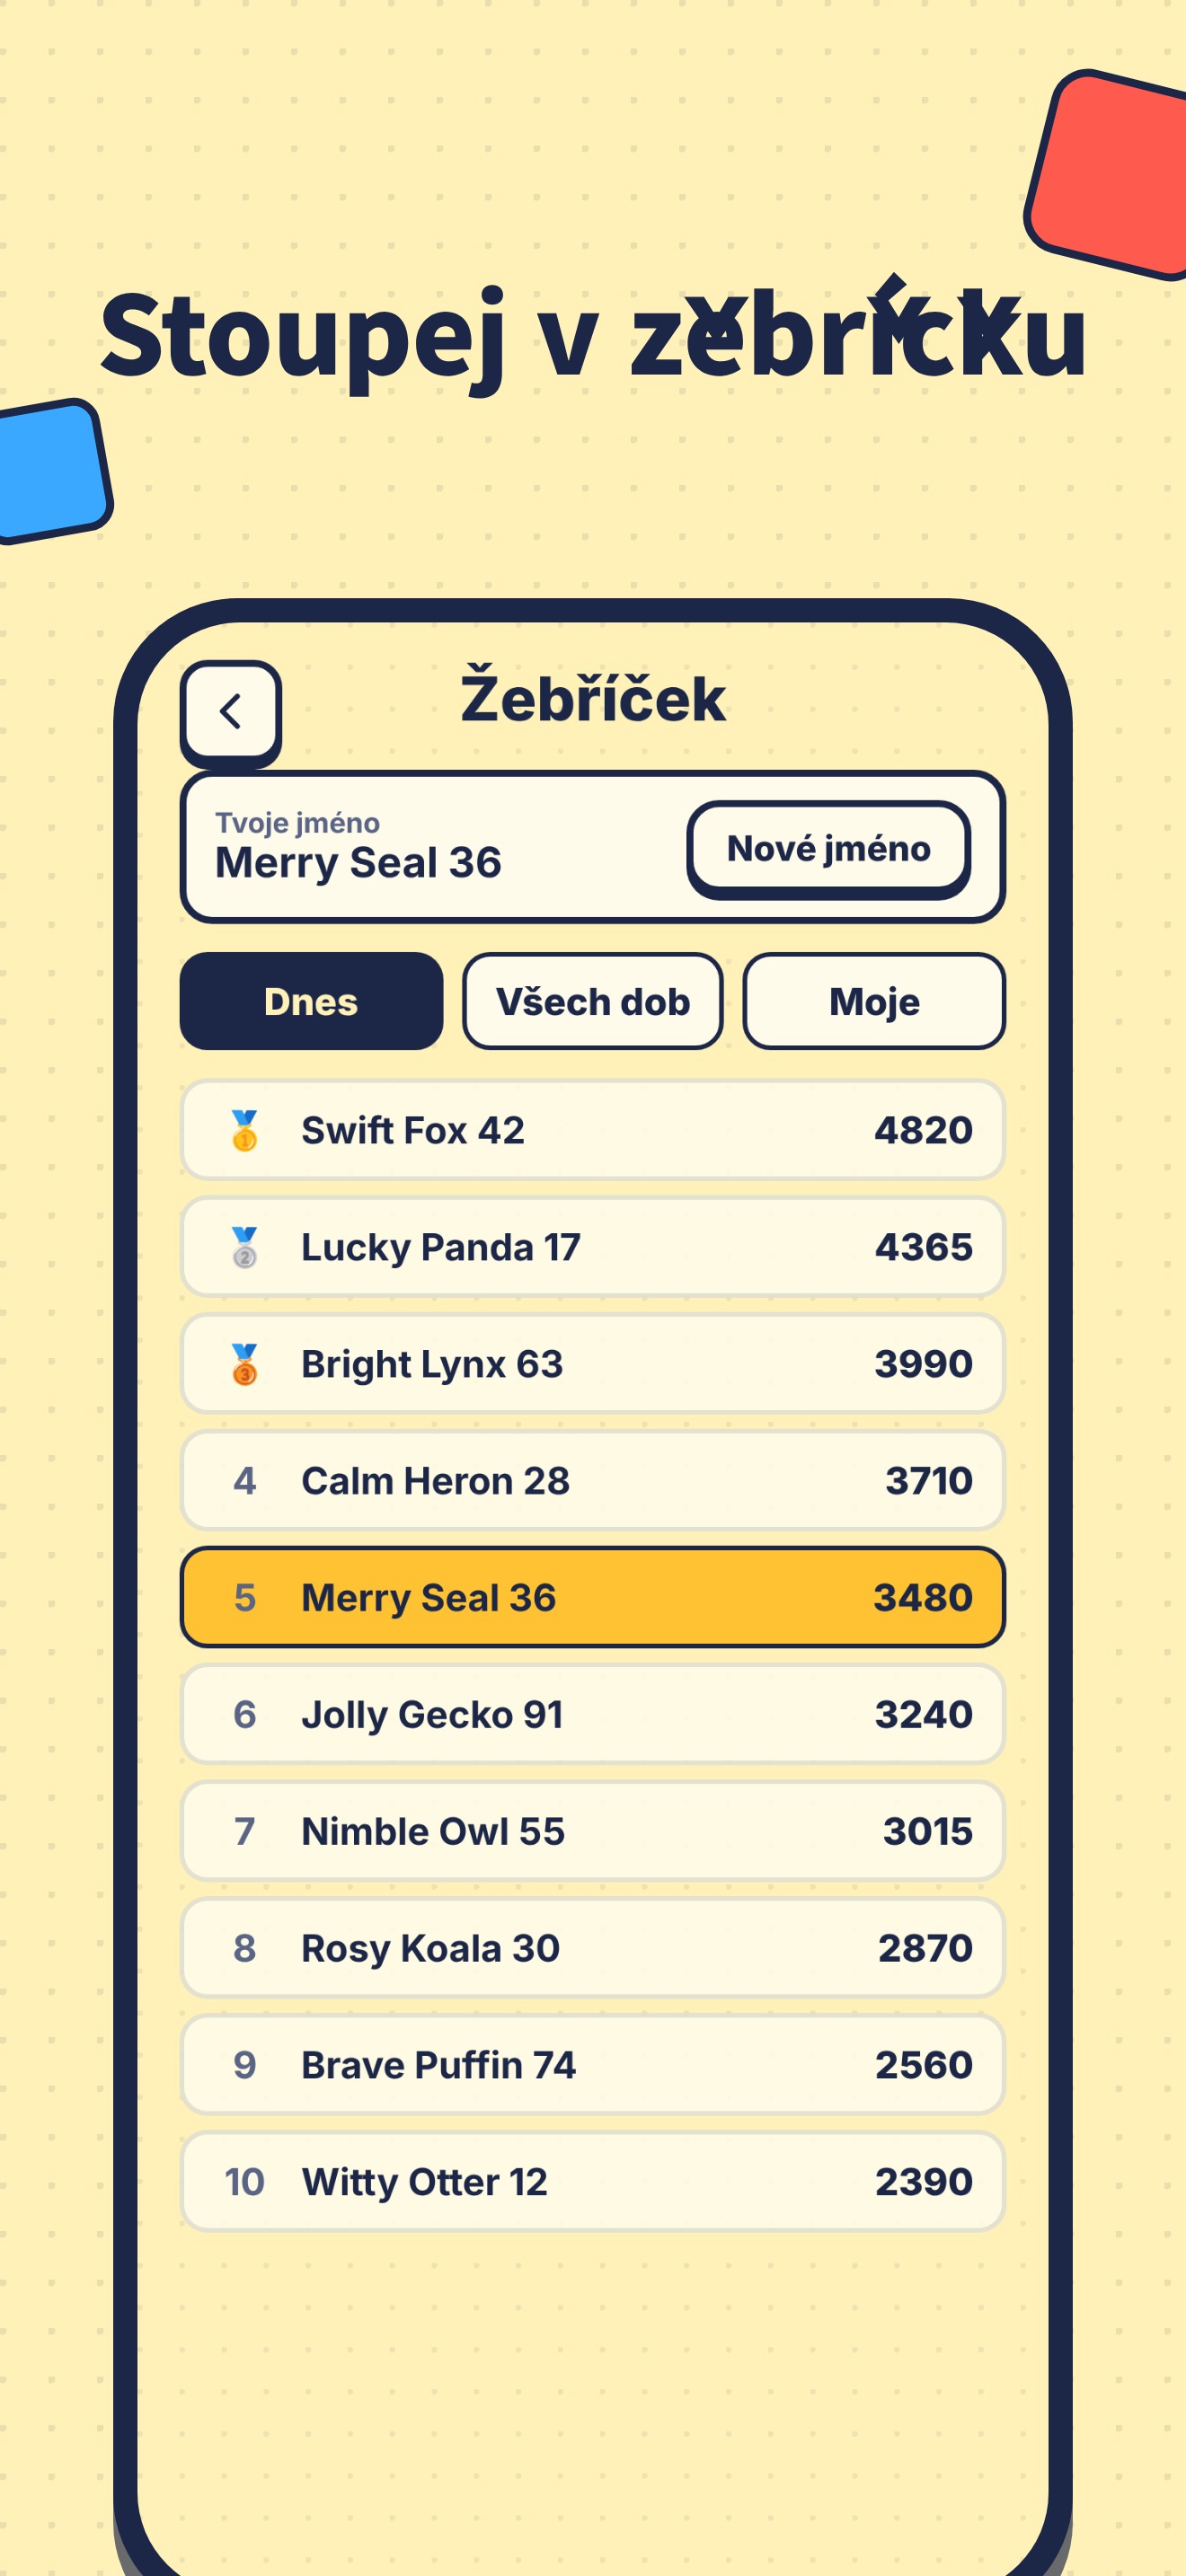 Stoupej v žebříčku
Žebříček
Tvoje jméno
Merry Seal 36
Nové jméno
Dnes
Všech dob
Moje
1 Swift Fox 42 4820
2 Lucky Panda 17 4365
3 Bright Lynx 63 3990
4 Calm Heron 28 3710
5 Merry Seal 36 3480
6 Jolly Gecko 91 3240
7 Nimble Owl 55 3015
8 Rosy Koala 30 2870
9 Brave Puffin 74 2560
10 Witty Otter 12 2390